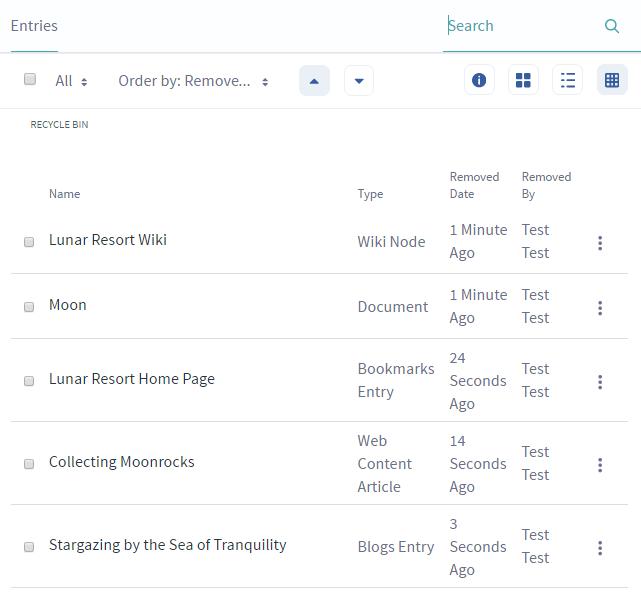 Entries
Search
All
Order by: Remove...
RECYCLE BIN
Name
Type
Removed
Date
Removed
By
Lunar Resort Wiki
Wiki Node
1 Minute
Ago
Test
Test
Moon
Document
1 Minute
Ago
Test
Test
Lunar Resort Home Page
Bookmarks
Entry
24
Seconds
Ago
Test
Test
Collecting Moonrocks
Web
Content
Article
14
Seconds
Ago
Test
Test
Stargazing by the Sea of Tranquility
Blogs Entry
3
Seconds
Ago
Test
Test